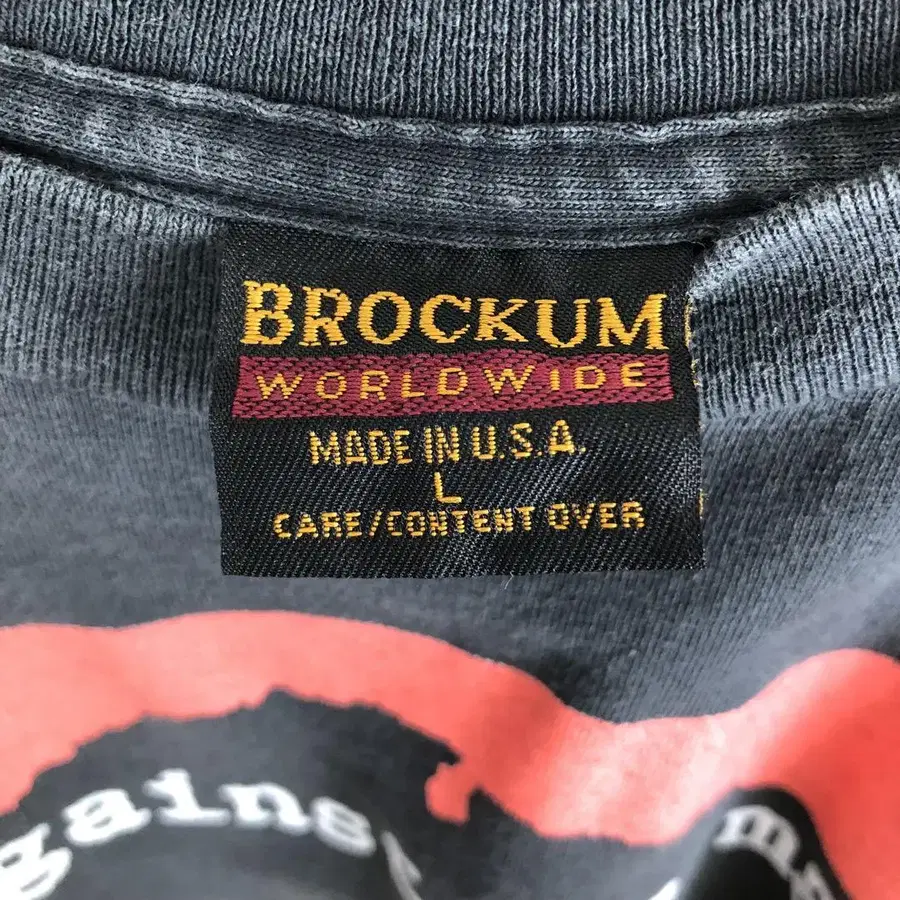 BROCKUM
WORLDWIDE
MADE IN U.S.A.
L
CARE/CONTENT OVER